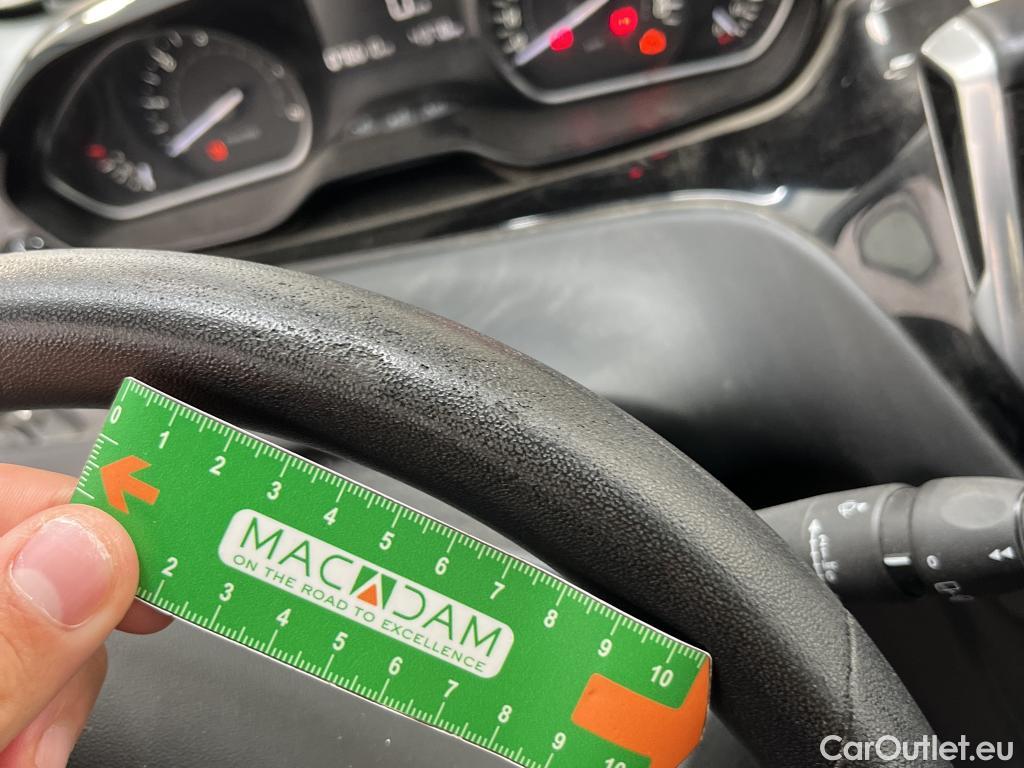 0 1 2 3 4 5 6 7 8 9 10
MACADAM
ON THE ROAD TO EXCELLENCE
2 3 4 5 6 7 8 9 10
CarOutlet.eu